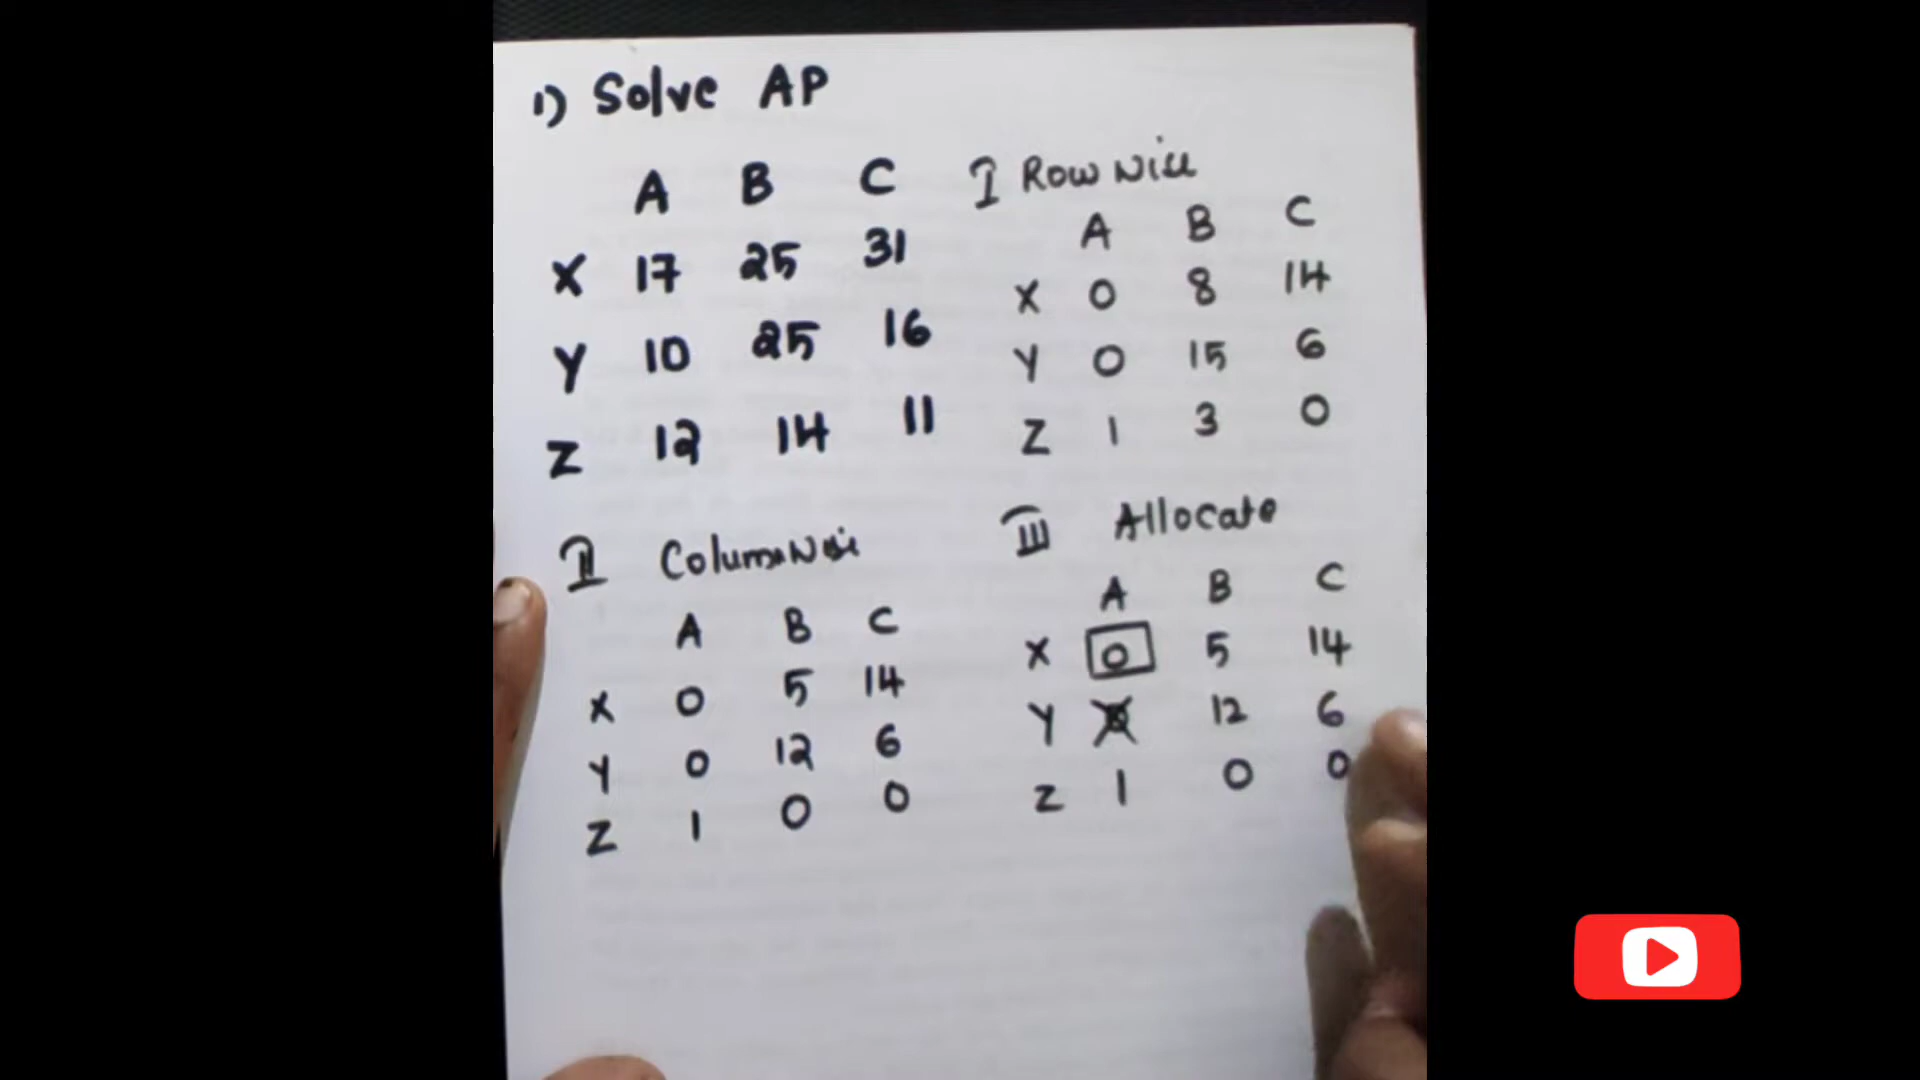 1) Solve AP
A B C
X 17 25 31
Y 10 25 16
Z 12 14 11
I Row Wise
A B C
X 0 8 14
Y 0 15 6
Z 1 3 0
II Column Wise
A B C
X 0 5 14
Y 0 12 6
Z 1 0 0
III Allocate
A B C
X 0 5 14
Y 0 12 6
Z 1 0 0